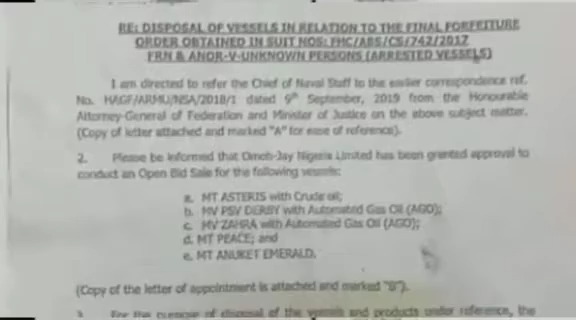 RE: DISPOSAL OF VESSELS IN RELATION TO THE FINAL FORFEITURE
ORDER OBTAINED IN SUIT NOS: FHC/ABS/CS/742/2017
FRN & ANOR-V-UNKNOWN PERSONS (ARRESTED VESSELS)
I am directed to refer the Chief of Naval Staff to the earlier correspondence ref.
No. HAGF/ARMU/NSA/2018/1 dated 9th September, 2019 from the Honourable
Attorney-General of Federation and Minister of Justice on the above subject matter.
(Copy of letter attached and marked "A" for ease of reference).
2. Please be informed that Omoh-Jay Nigeria Limited has been granted approval to
conduct an Open Bid Sale for the following vessels:
a. MT ASTERIS with Crude oil;
b. MV PSV DERBY with Automated Gas Oil (AGO);
c. MV ZAHRA with Automated Gas Oil (AGO);
d. MT PEACE; and
e. MT ANUKET EMERALD.
(Copy of the letter of appointment is attached and marked "B").
3. For the purpose of disposal of the vessels and products under reference, the